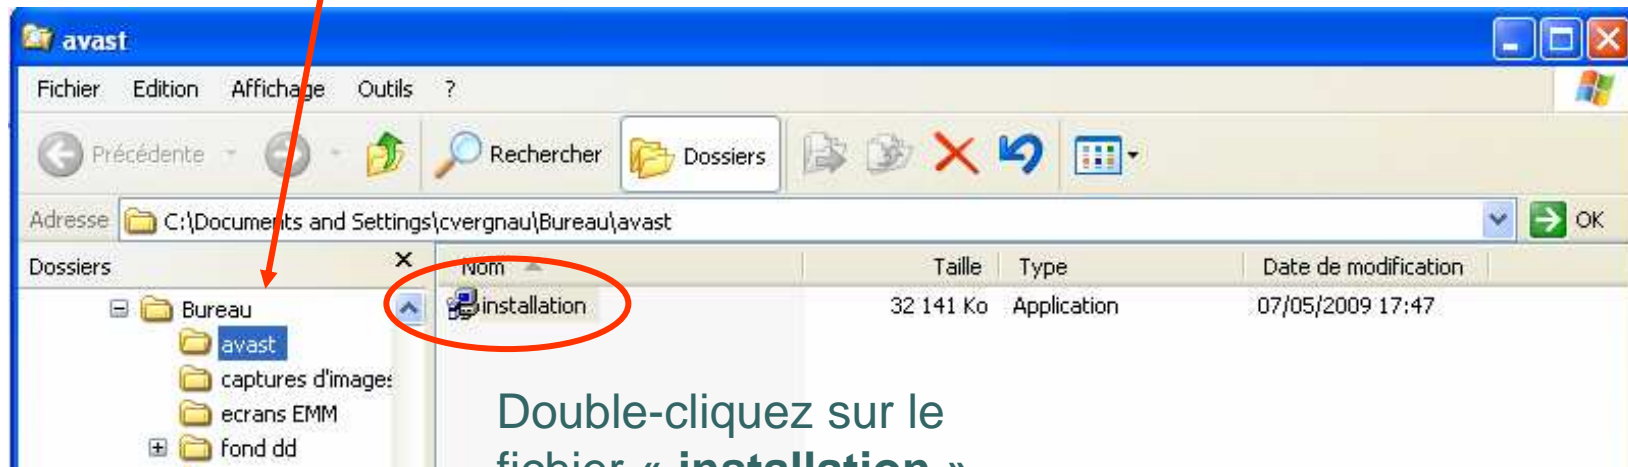 avast
Fichier Edition Affichage Outils ?
Précédente Rechercher Dossiers
Adresse C:\Documents and Settings\cvergnau\Bureau\avast OK
Dossiers Nom Taille Type Date de modification
Bureau installation 32 141 Ko Application 07/05/2009 17:47
avast
captures d'images
ecrans EMM
fond dd
Double-cliquez sur le
fichier « installation »